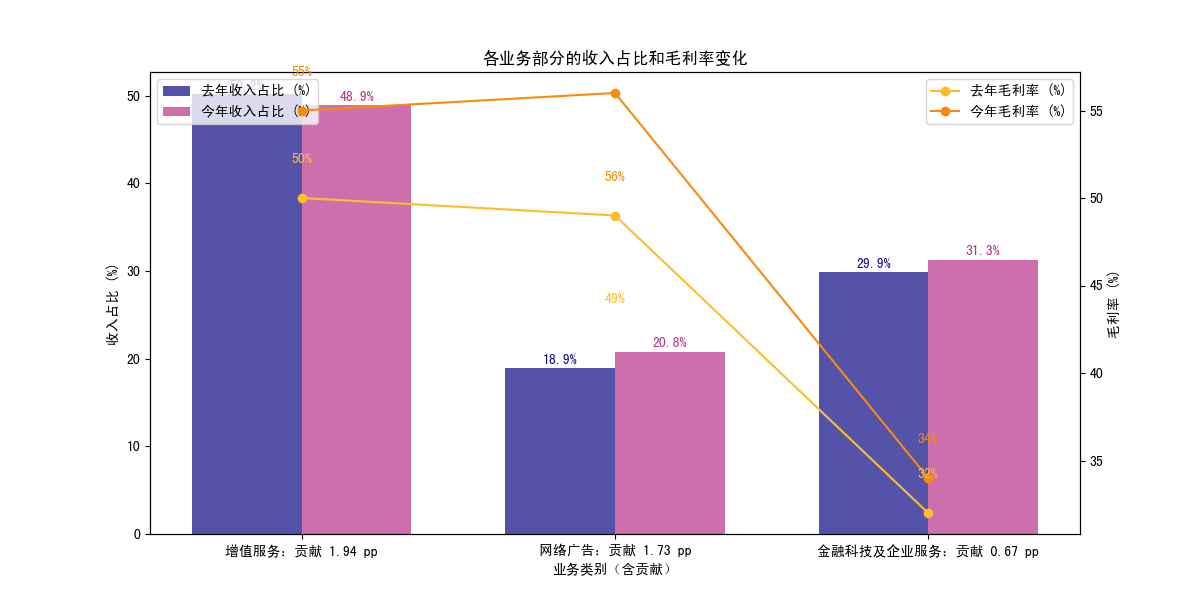 各业务部分的收入占比和毛利率变化
去年收入占比 (%)
今年收入占比 (%)
去年毛利率 (%)
今年毛利率 (%)
收入占比 (%)
50
40
30
20
10
0
55%
50%
48.9%
56%
49%
18.9%
20.8%
29.9%
31.3%
34%
32%
55
50
45
40
35
毛利率 (%)
增值服务: 贡献 1.94 pp
网络广告: 贡献 1.73 pp
金融科技及企业服务: 贡献 0.67 pp
业务类别（含贡献）